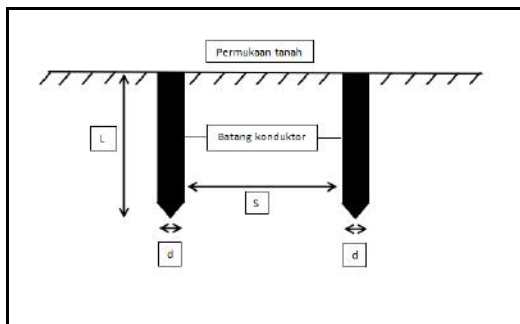 Permukaan tanah
L
Batang konduktor
S
d
d